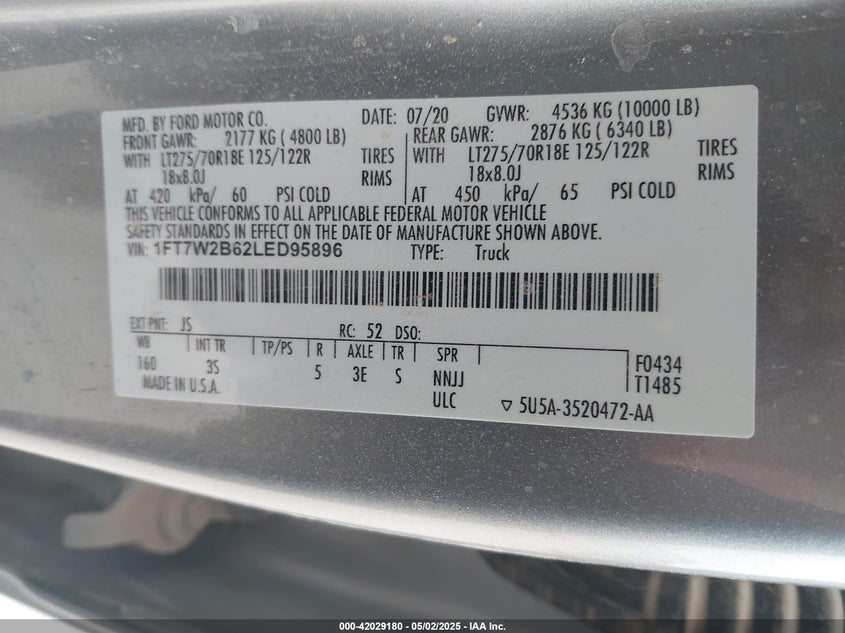 MFD. BY FORD MOTOR CO. DATE: 07/20 GVWR: 4536 KG (10000 LB)
FRONT GAWR: 2177 KG ( 4800 LB) REAR GAWR: 2876 KG ( 6340 LB)
WITH LT275/70R18E 125/122R TIRES WITH LT275/70R18E 125/122R TIRES
18x8.0J RIMS 18x8.0J RIMS
AT 420 kPa/ 60 PSI COLD AT 450 kPa/ 65 PSI COLD
THIS VEHICLE CONFORMS TO ALL APPLICABLE FEDERAL MOTOR VEHICLE
SAFETY STANDARDS IN EFFECT ON THE DATE OF MANUFACTURE SHOWN ABOVE.
VIN: 1FT7W2B62LED95896 TYPE: Truck
EXT PNT: JS RC: 52 DSO:
WB INT TR TP/PS R AXLE TR SPR
160 3S 5 3E S NNJJ F0434
MADE IN U.S.A. ULC T1485
▽ 5U5A-3520472-AA
000-42029180 - 05/02/2025 - IAA Inc.